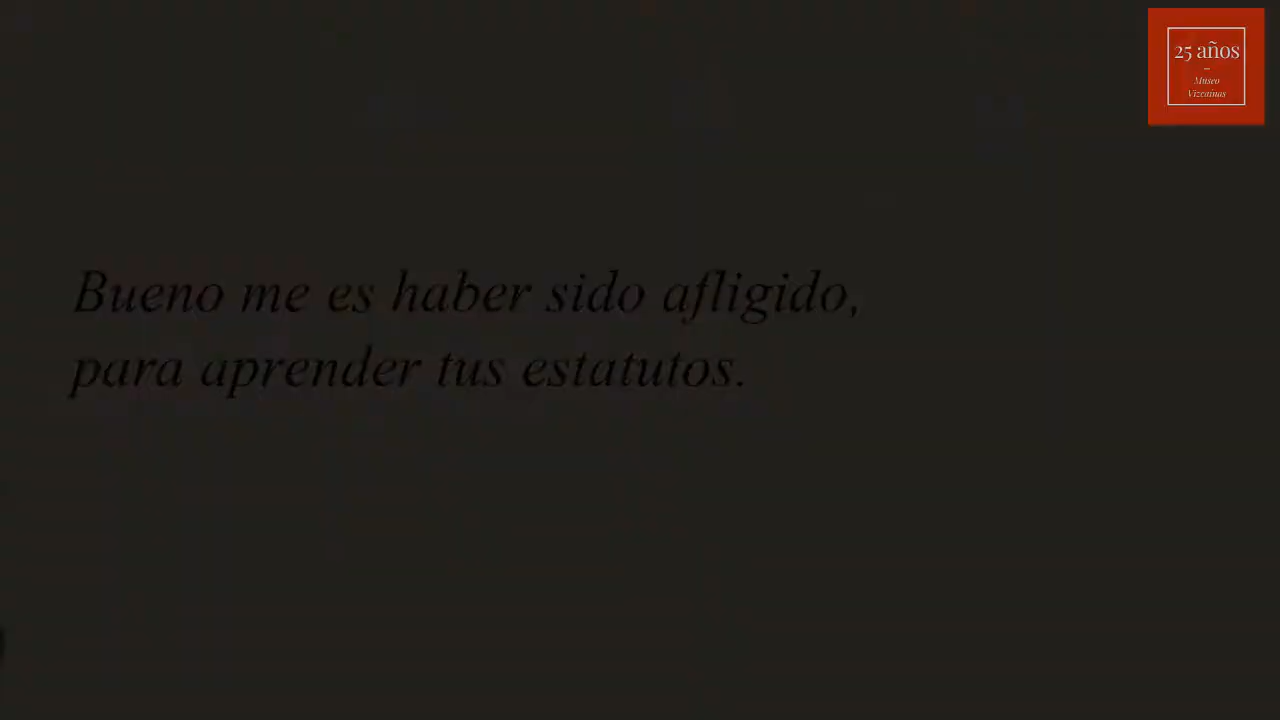 25 años
–
Museo
Vizcaínas
Bueno me es haber sido afligido,
para aprender tus estatutos.